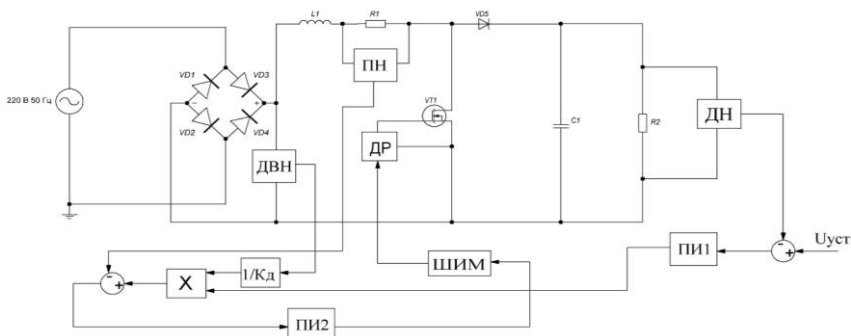 L1
R1
VD5
ПН
220 В 50 Гц
VD1
VD3
-
+
VD2
VD4
VT1
ДР
C1
R2
ДН
ДВН
Uуст
ПИ1
-
+
ШИМ
1/Кд
-
+
X
ПИ2